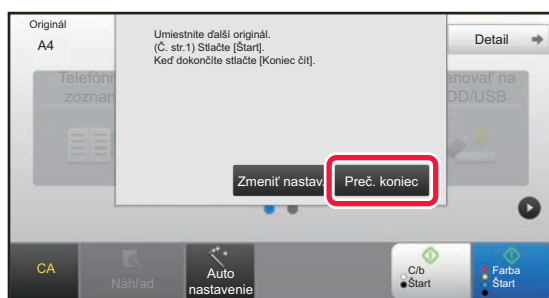 Originál
A4
Umiestnite ďalší originál.
(Č. str.1) Stlačte [Štart].
Keď dokončíte stlačte [Koniec čít].
Detail
Telefónn
zoznam
enovať na
DD/USB
Zmeniť nastav.
Preč. koniec
CA
Náhľad
Auto
nastavenie
C/b
Štart
Farba
Štart